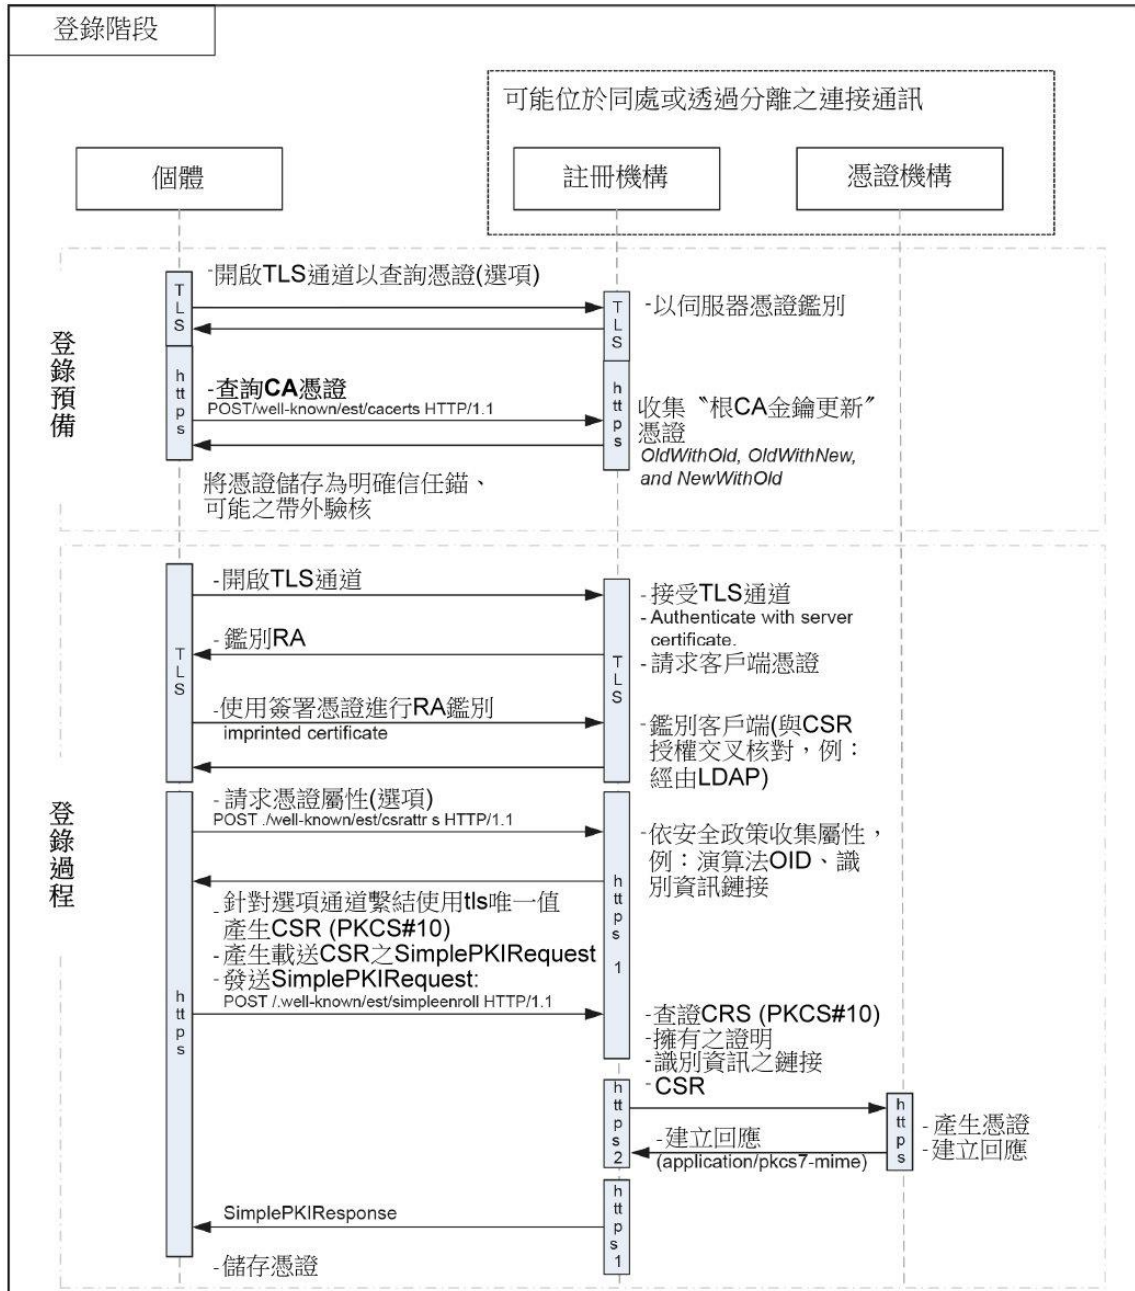 登錄階段
可能位於同處或透過分離之連接通訊
個體
註冊機構
憑證機構
登錄預備
TLS
-開啟TLS通道以查詢憑證(選項)
TLS
-以伺服器憑證鑑別
https
-查詢CA憑證
POST/well-known/est/cacerts HTTP/1.1
https
收集〝根CA金鑰更新〞
憑證
OldWithOld, OldWithNew,
and NewWithOld
將憑證儲存為明確信任錨、
可能之帶外驗核
登錄過程
TLS
-開啟TLS通道
TLS
-接受TLS通道
- Authenticate with server
certificate.
-請求客戶端憑證
-鑑別RA
-使用簽署憑證進行RA鑑別
imprinted certificate
-鑑別客戶端(與CSR
授權交叉核對，例：
經由LDAP)
https
-請求憑證屬性(選項)
POST ./well-known/est/csrattr s HTTP/1.1
https 1
-依安全政策收集屬性，
例：演算法OID、識
別資訊鏈接
-針對選項通道繫結使用tls唯一值
產生CSR (PKCS#10)
-產生載送CSR之SimplePKIRequest
-發送SimplePKIRequest:
POST /.well-known/est/simpleenroll HTTP/1.1
-查證CRS (PKCS#10)
-擁有之證明
-識別資訊之鏈接
-CSR
https2
https
-產生憑證
-建立回應
-建立回應
(application/pkcs7-mime)
https1
SimplePKIResponse
-儲存憑證